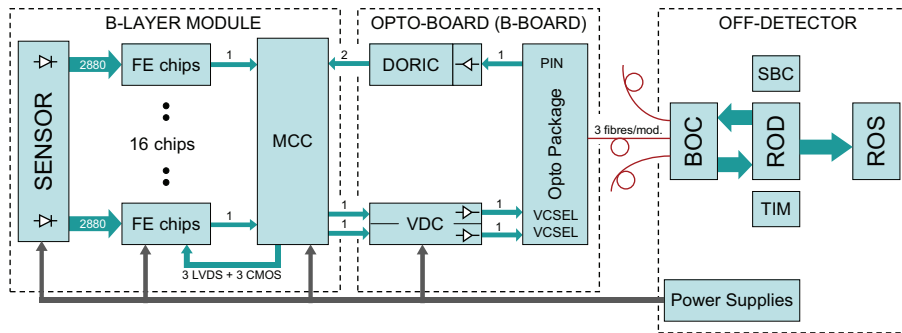 B-LAYER MODULE
OPTO-BOARD (B-BOARD)
OFF-DETECTOR
SENSOR
2880
FE chips
1
16 chips
2880
FE chips
1
MCC
3 LVDS + 3 CMOS
2
DORIC
1
PIN
Opto Package
1
1
VDC
1
1
VCSEL
VCSEL
3 fibres/mod.
BOC
SBC
ROD
TIM
ROS
Power Supplies